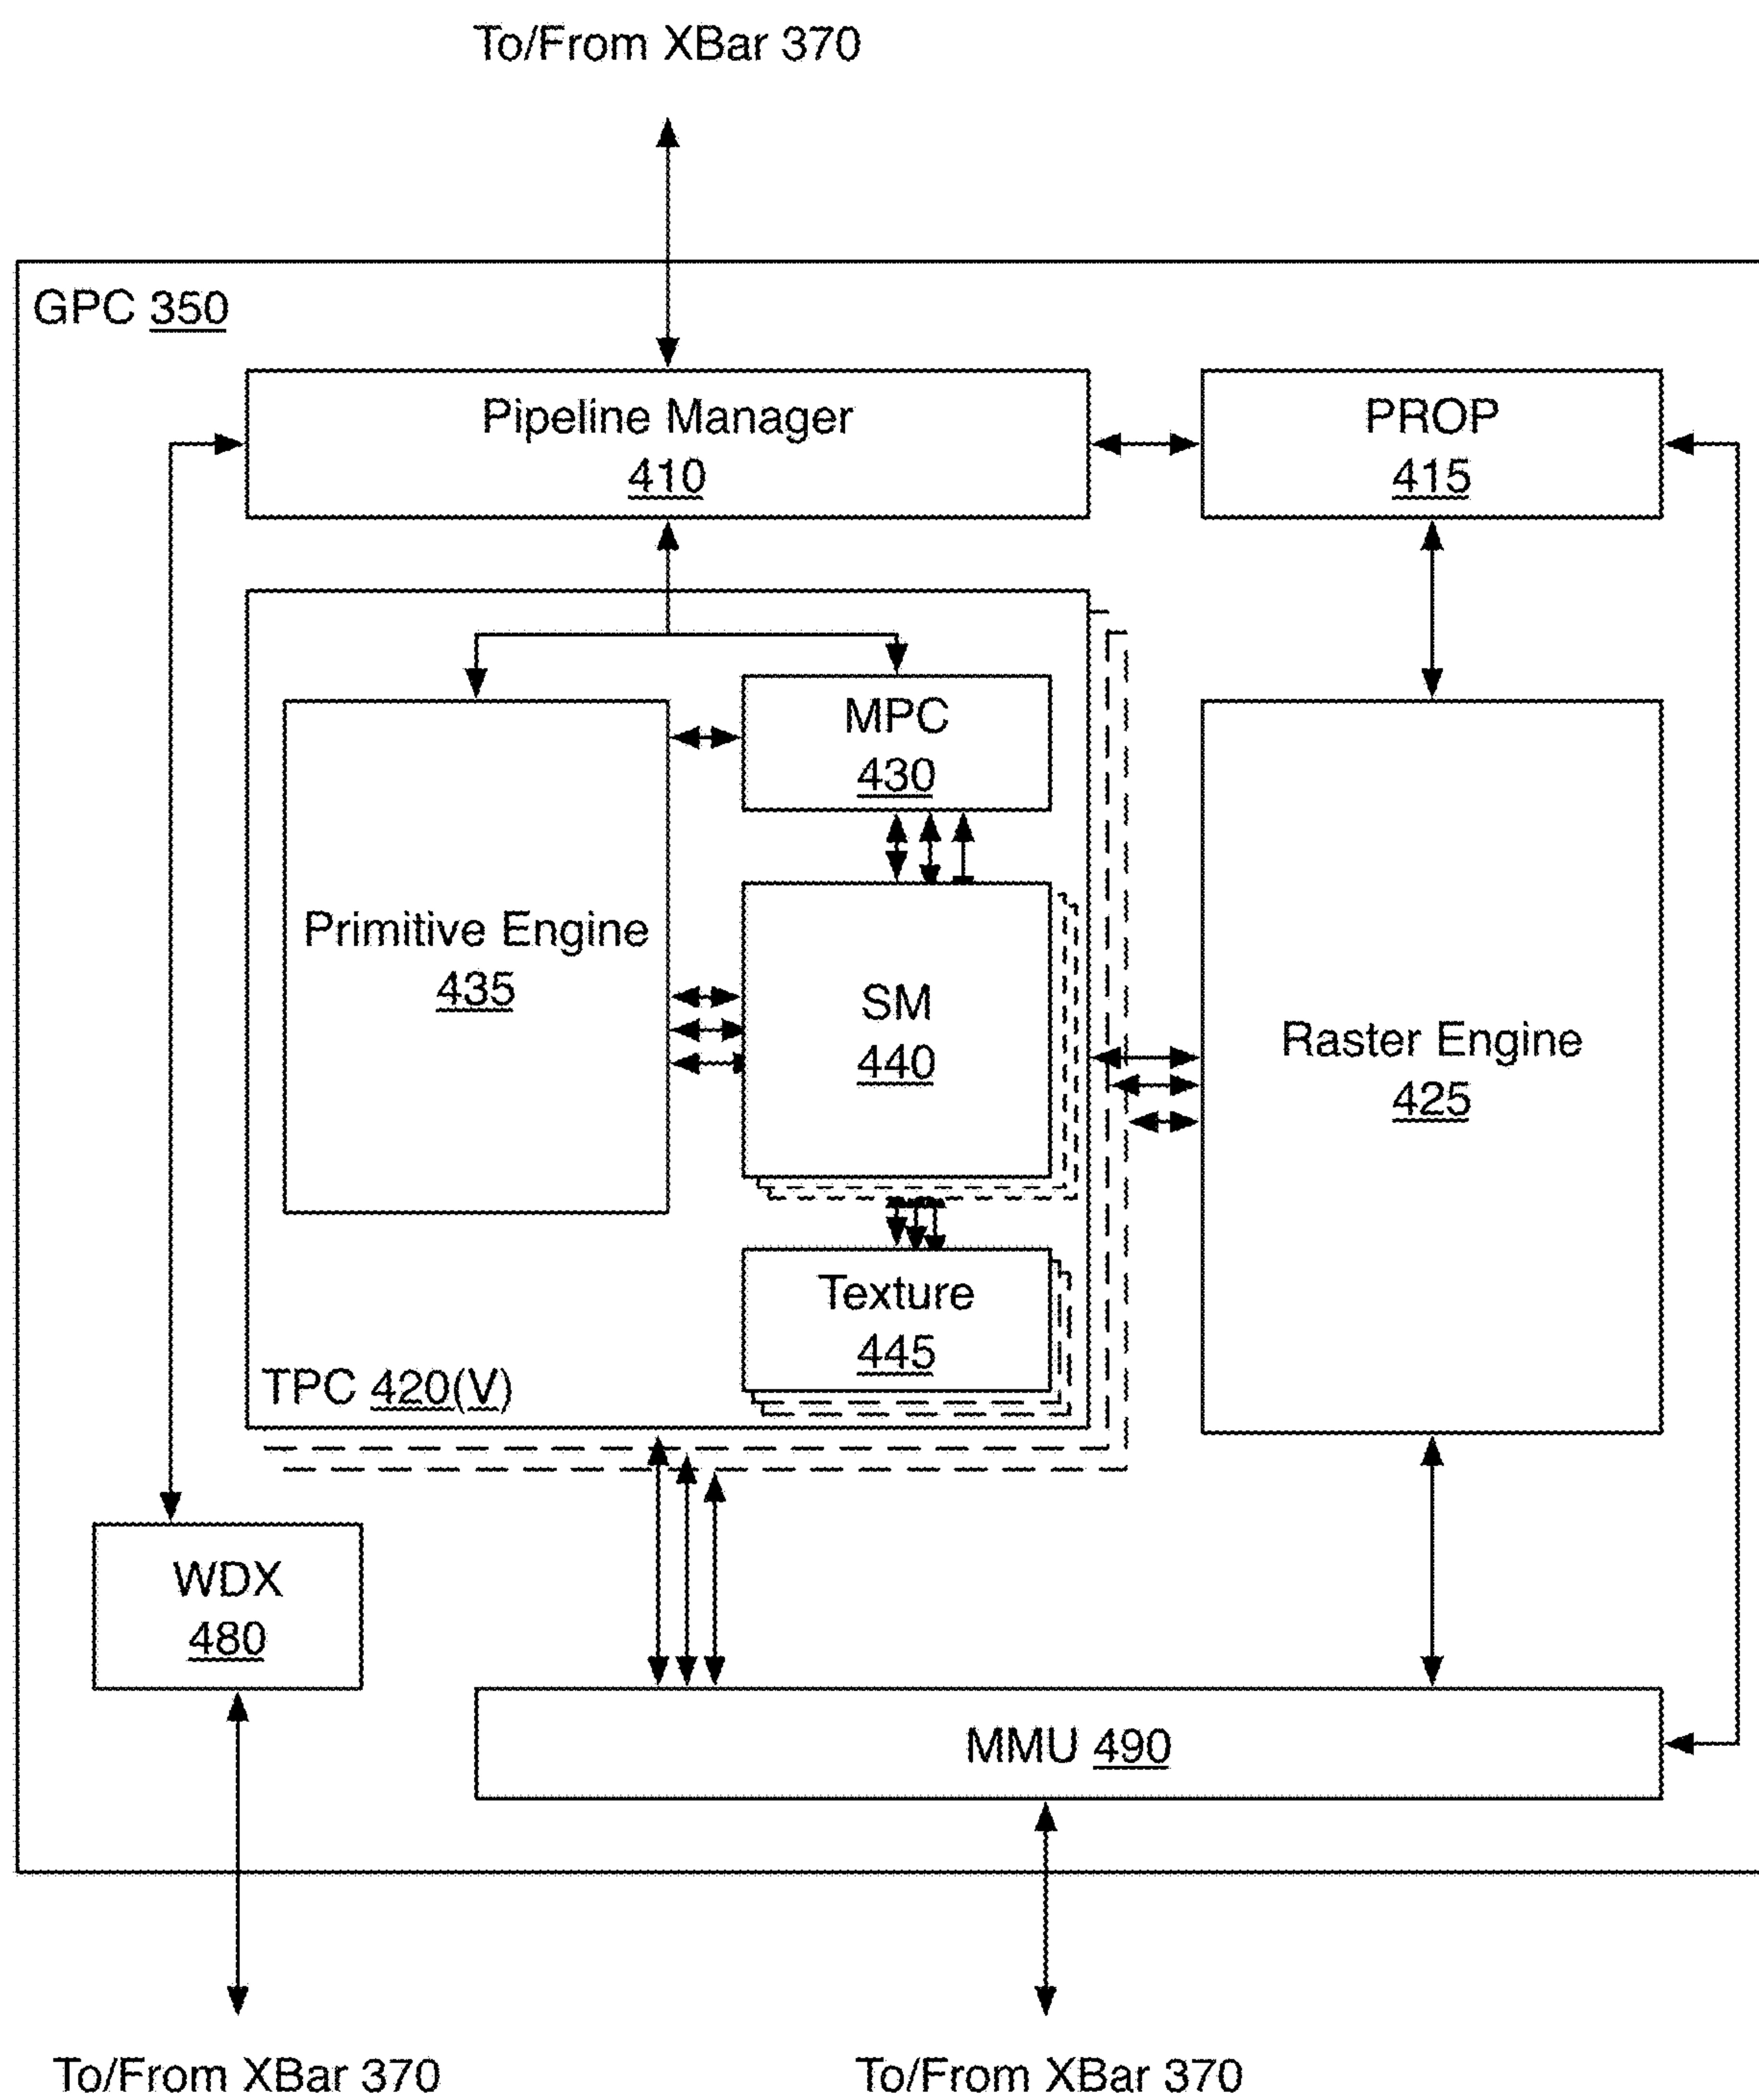 To/From XBar 370
GPC 350
Pipeline Manager
410
PROP
415
MPC
430
Primitive Engine
435
SM
440
Raster Engine
425
Texture
445
TPC 420(V)
WDX
480
MMU 490
To/From XBar 370
To/From XBar 370